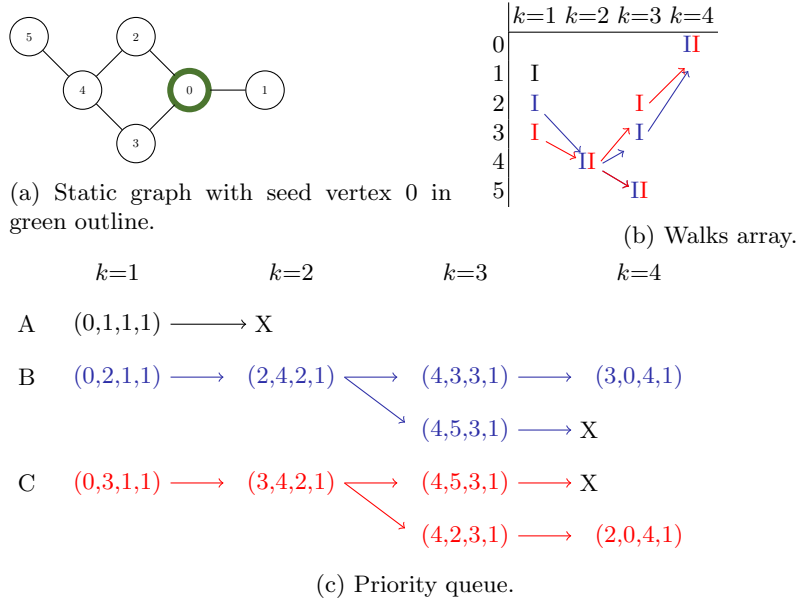 5
2
4
0
1
3
(a) Static graph with seed vertex 0 in
green outline.
k=1 k=2 k=3 k=4
0 II
1 I
2 I I
3 I I
4 II
5 II
(b) Walks array.
k=1 k=2 k=3 k=4
A (0,1,1,1) X
B (0,2,1,1) (2,4,2,1) (4,3,3,1) (3,0,4,1)
(4,5,3,1) X
C (0,3,1,1) (3,4,2,1) (4,5,3,1) X
(4,2,3,1) (2,0,4,1)
(c) Priority queue.